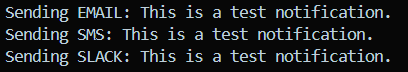 Sending EMAIL: This is a test notification.
Sending SMS: This is a test notification.
Sending SLACK: This is a test notification.